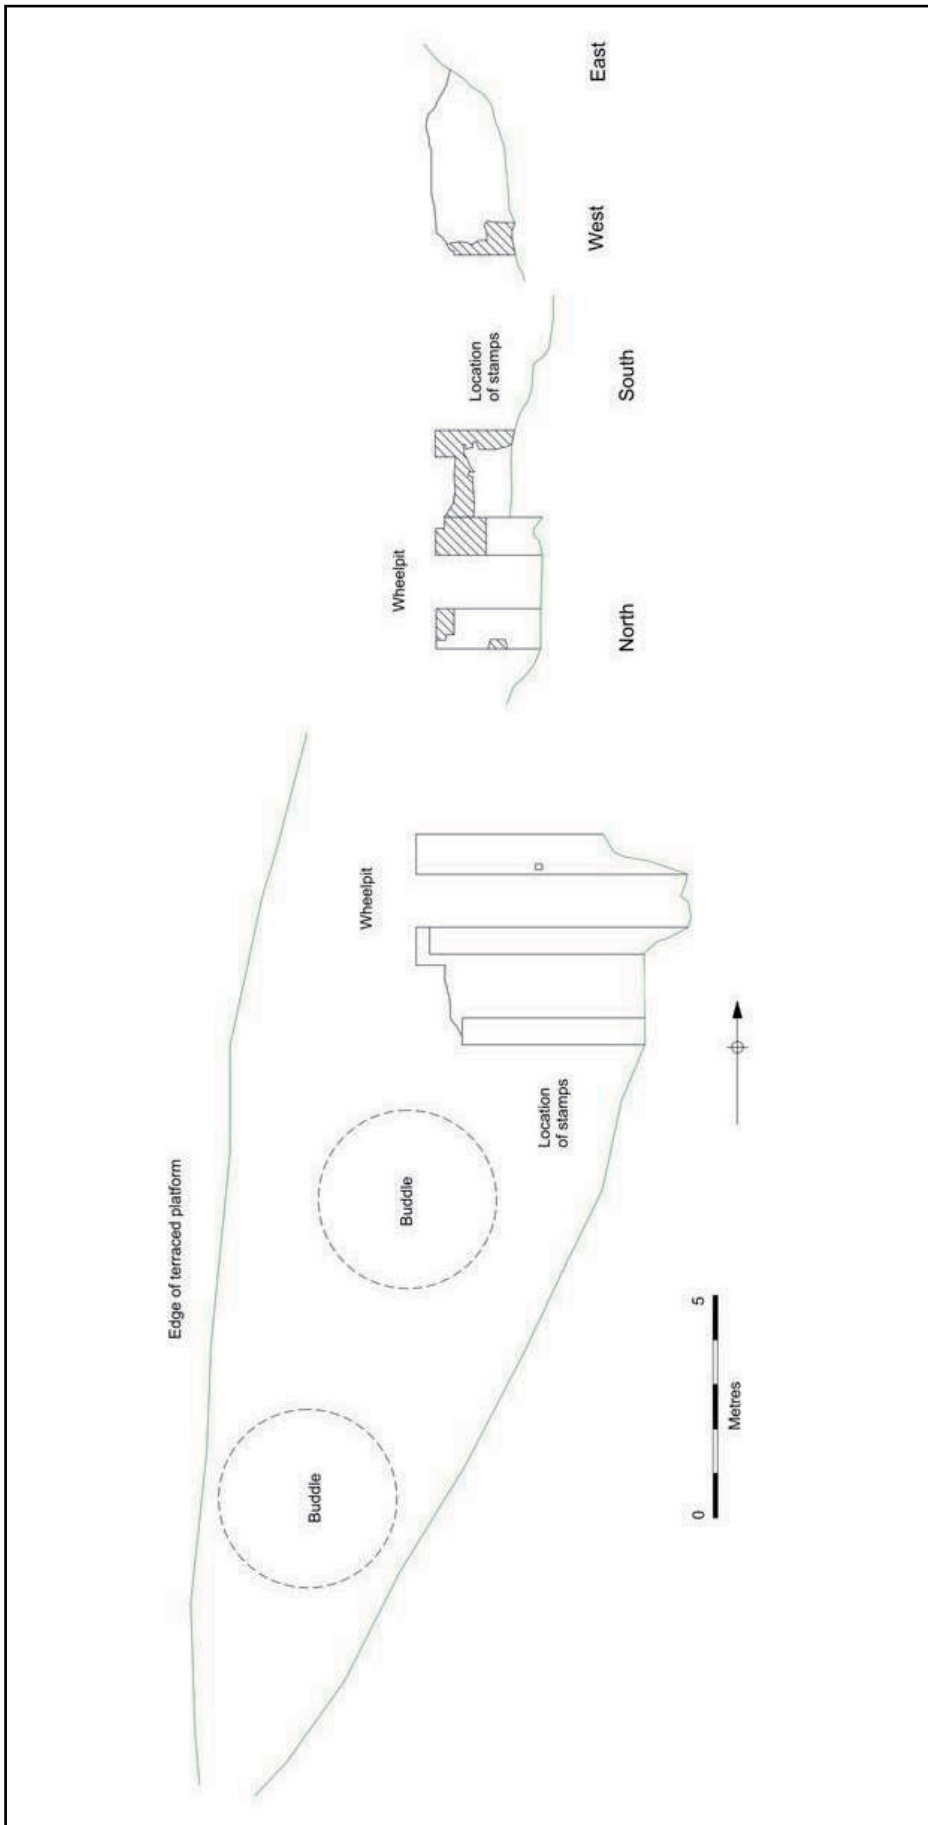 East
West
Location
of stamps
South
Wheelpit
North
Wheelpit
Location
of stamps
Edge of terraced platform
Buddle
Buddle
0
5
Metres